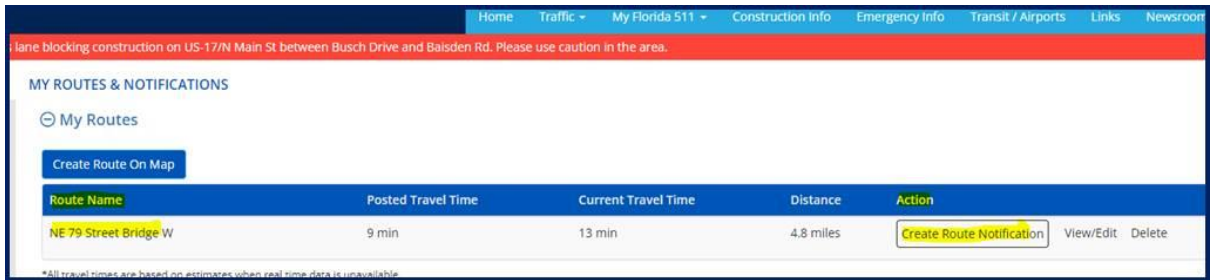 Home Traffic My Florida 511 Construction Info Emergency Info Transit / Airports Links Newsroom
lane blocking construction on US-17/N Main St between Busch Drive and Baisden Rd. Please use caution in the area.
MY ROUTES & NOTIFICATIONS
My Routes
Create Route On Map
Route Name Posted Travel Time Current Travel Time Distance Action
NE 79 Street Bridge W 9 min 13 min 4.8 miles Create Route Notification View/Edit Delete
*All travel times are based on estimates when real time data is unavailable